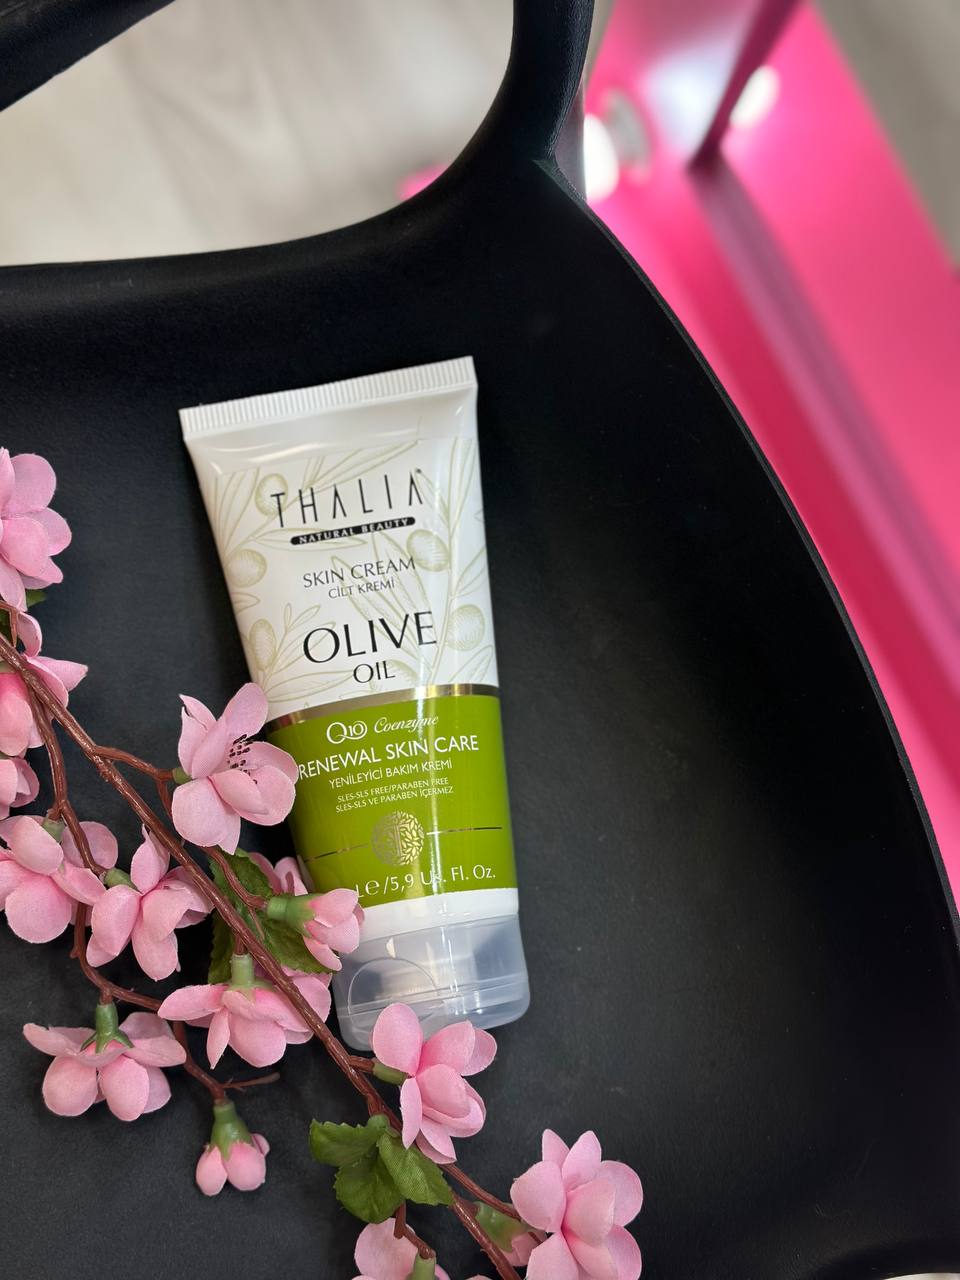 THALIA
NATURAL BEAUTY
SKIN CREAM
CİLT KREMİ
OLIVE
OIL
Q10 Coenzyme
RENEWAL SKIN CARE
YENİLEYİCİ BAKIM KREMİ
SLES-SLS FREE/PARABEN FREE
SLES-SLS VE PARABEN İÇERMEZ
℮/5,9 Us. Fl. Oz.